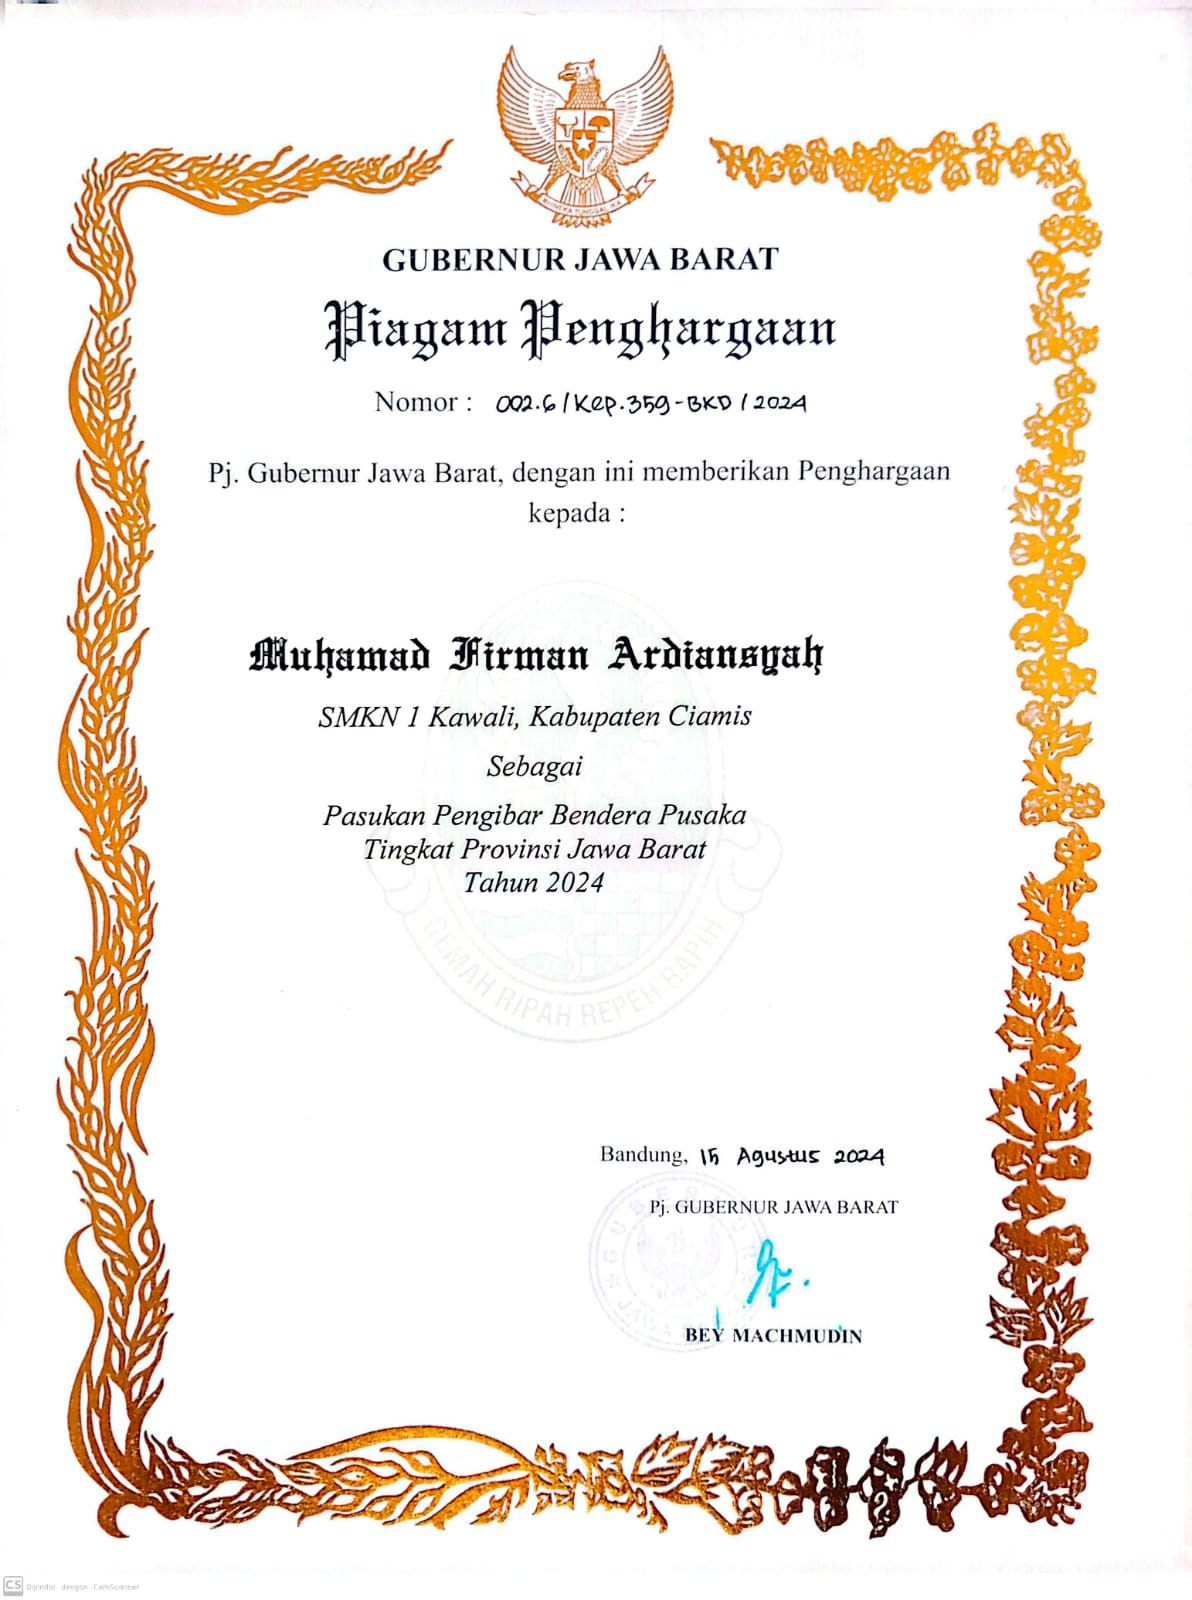 BHINNEKA TUNGGAL IKA
GUBERNUR JAWA BARAT
Piagam Penghargaan
Nomor : 002.6/Kep.359-BKD/2024
Pj. Gubernur Jawa Barat, dengan ini memberikan Penghargaan
kepada :
Muhamad Firman Ardiansyah
SMKN 1 Kawali, Kabupaten Ciamis
Sebagai
Pasukan Pengibar Bendera Pusaka
Tingkat Provinsi Jawa Barat
Tahun 2024
GEMAH RIPAH REPEH RAPIH
Bandung, 15 Agustus 2024
Pj. GUBERNUR JAWA BARAT
GUBERNUR
JAWA BARAT
BEY MACHMUDIN
CS Dipindai dengan CamScanner